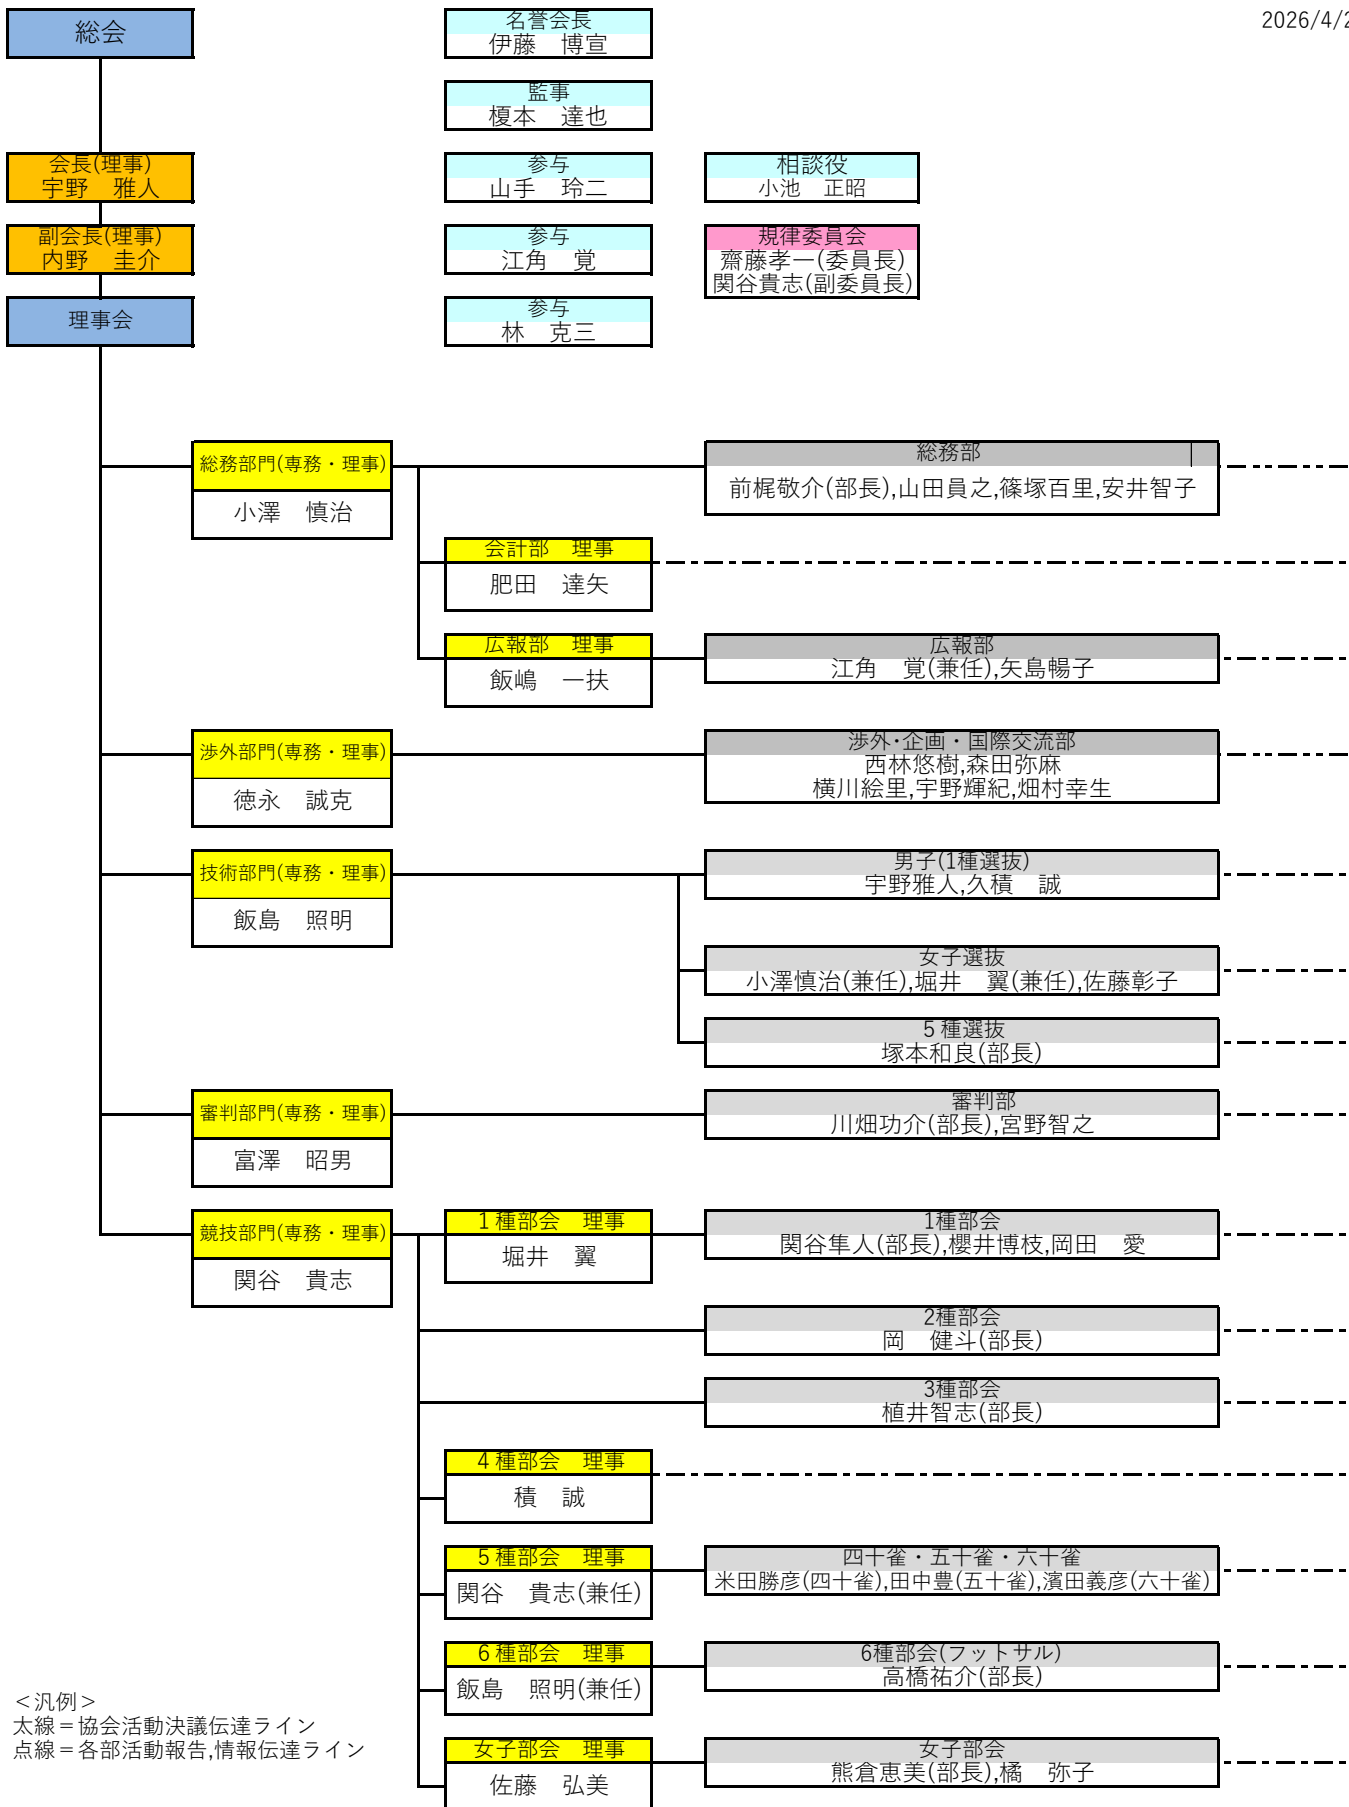 総会
名誉会長
伊藤　博宣
2026/4/2
監事
榎本　達也
会長(理事)
宇野　雅人
参与
山手　玲二
相談役
小池　正昭
副会長(理事)
内野　圭介
参与
江角　覚
規律委員会
齋藤孝一(委員長)
関谷貴志(副委員長)
理事会
参与
林　克三
総務部門(専務・理事)
小澤　慎治
総務部
前梶敬介(部長),山田員之,篠塚百里,安井智子
会計部　理事
肥田　達矢
広報部　理事
飯嶋　一扶
広報部
江角　覚(兼任),矢島暢子
渉外部門(専務・理事)
徳永　誠克
渉外･企画・国際交流部
西林悠樹,森田弥麻
横川絵里,宇野輝紀,畑村幸生
技術部門(専務・理事)
飯島　照明
男子(1種選抜)
宇野雅人,久積　誠
女子選抜
小澤慎治(兼任),堀井　翼(兼任),佐藤彰子
５種選抜
塚本和良(部長)
審判部門(専務・理事)
富澤　昭男
審判部
川畑功介(部長),宮野智之
競技部門(専務・理事)
関谷　貴志
１種部会　理事
堀井　翼
1種部会
関谷隼人(部長),櫻井博枝,岡田　愛
2種部会
岡　健斗(部長)
3種部会
植井智志(部長)
４種部会　理事
積　誠
５種部会　理事
関谷　貴志(兼任)
四十雀・五十雀・六十雀
米田勝彦(四十雀),田中豊(五十雀),濱田義彦(六十雀)
６種部会　理事
飯島　照明(兼任)
6種部会(フットサル)
高橋祐介(部長)
女子部会　理事
佐藤　弘美
女子部会
熊倉恵美(部長),橘　弥子
＜汎例＞
太線＝協会活動決議伝達ライン
点線＝各部活動報告,情報伝達ライン